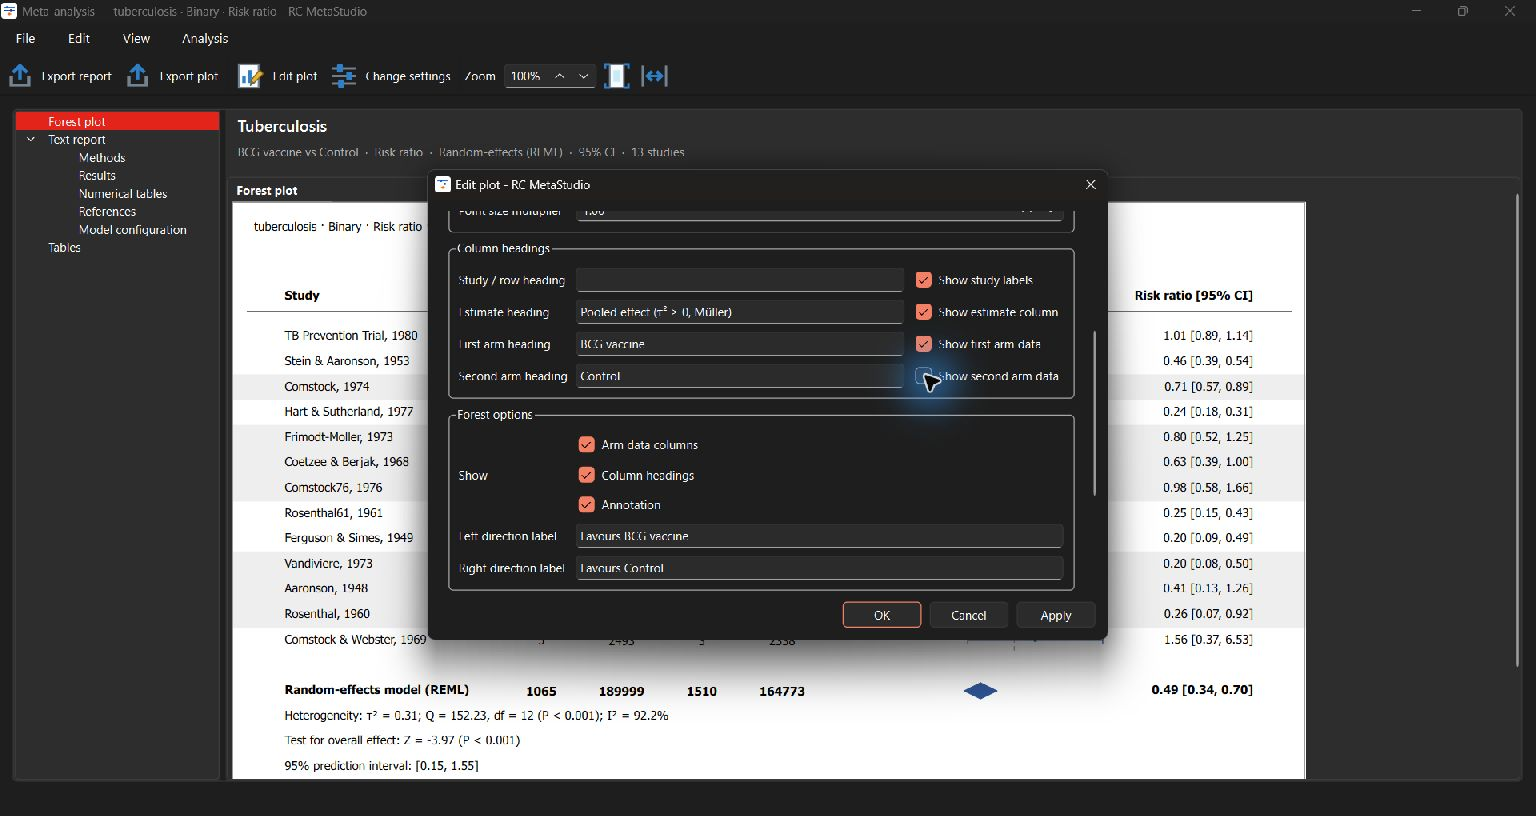 Meta-analysis tuberculosis · Binary · Risk ratio RC MetaStudio
File Edit View Analysis
Export report Export plot Edit plot Change settings Zoom 100%
Forest plot
Text report
Methods
Results
Numerical tables
References
Model configuration
Tables
Tuberculosis
BCG vaccine vs Control · Risk ratio · Random-effects (REML) · 95% CI · 13 studies
Forest plot
tuberculosis · Binary · Risk ratio
Study Risk ratio [95% CI]
TB Prevention Trial, 1980 1.01 [0.89, 1.14]
Stein & Aaronson, 1953 0.46 [0.39, 0.54]
Comstock, 1974 0.71 [0.57, 0.89]
Hart & Sutherland, 1977 0.24 [0.18, 0.31]
Frimodt-Moller, 1973 0.80 [0.52, 1.25]
Coetzee & Berjak, 1968 0.63 [0.39, 1.00]
Comstock76, 1976 0.98 [0.58, 1.66]
Rosenthal61, 1961 0.25 [0.15, 0.43]
Ferguson & Simes, 1949 0.20 [0.09, 0.49]
Vandiviere, 1973 0.20 [0.08, 0.50]
Aaronson, 1948 0.41 [0.13, 1.26]
Rosenthal, 1960 0.26 [0.07, 0.92]
Comstock & Webster, 1969 1.56 [0.37, 6.53]
Random-effects model (REML) 1065 189999 1510 164773 0.49 [0.34, 0.70]
Heterogeneity: τ² = 0.31; Q = 152.23, df = 12 (P < 0.001); I² = 92.2%
Test for overall effect: Z = -3.97 (P < 0.001)
95% prediction interval: [0.15, 1.55]
Edit plot - RC MetaStudio
Point size multiplier 1.00
Column headings
Study / row heading Show study labels
Estimate heading Pooled effect (τ² > 0, Müller) Show estimate column
First arm heading BCG vaccine Show first arm data
Second arm heading Control Show second arm data
Forest options
Arm data columns
Show Column headings
Annotation
Left direction label Favours BCG vaccine
Right direction label Favours Control
OK Cancel Apply